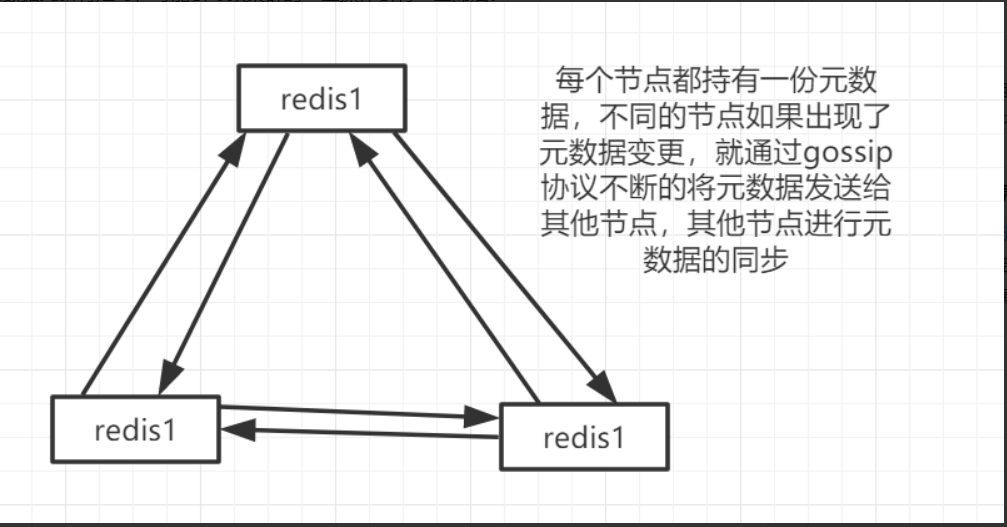 redis1
每个节点都持有一份元数
据，不同的节点如果出现了
元数据变更，就通过gossip
协议不断的将元数据发送给
其他节点，其他节点进行元
数据的同步
redis1
redis1